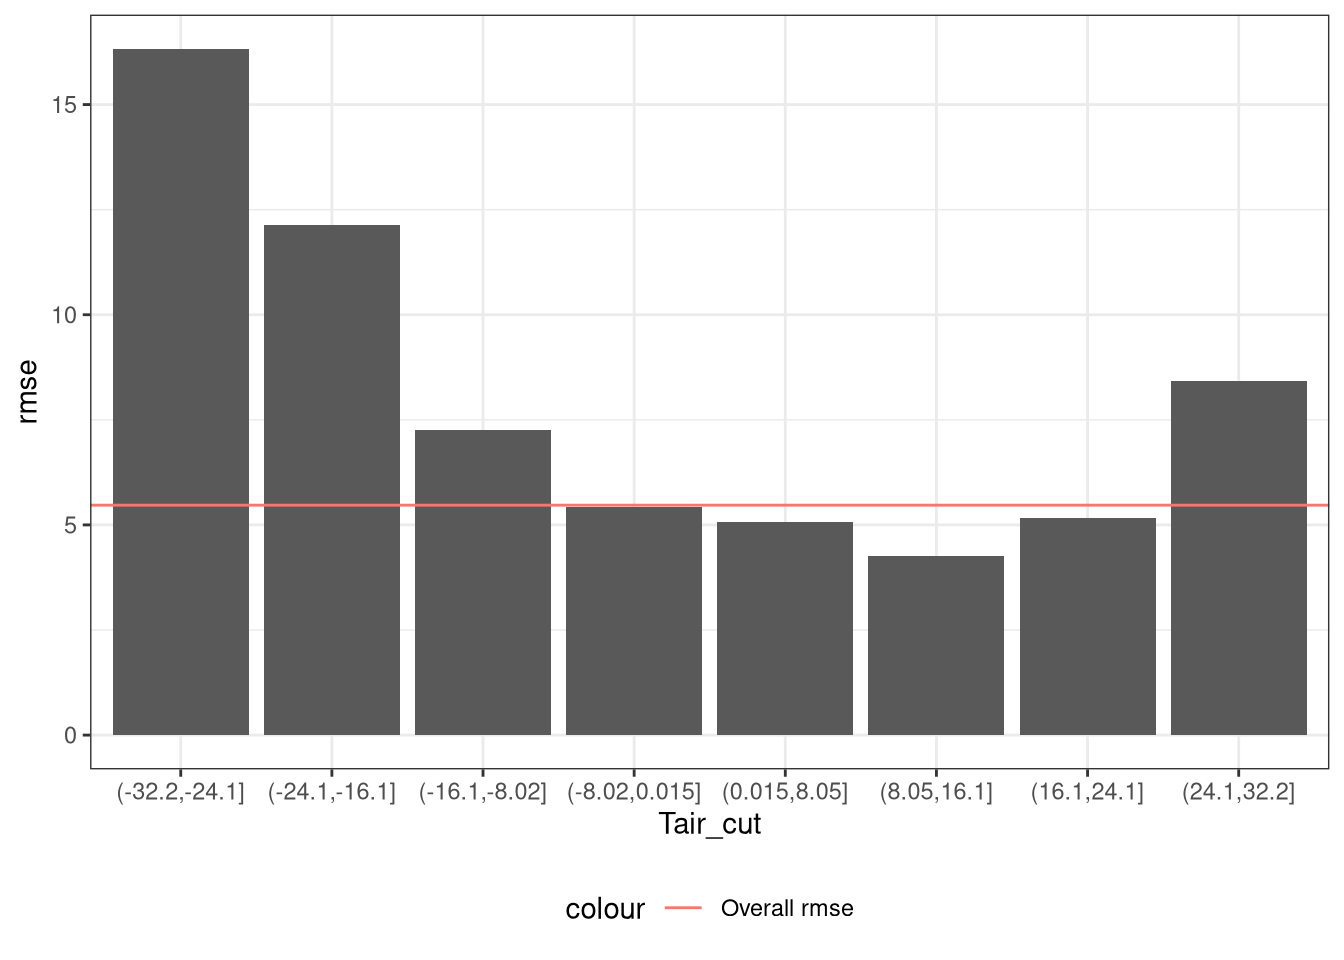 15
10
5
0
rmse
(-32.2,-24.1] (-24.1,-16.1] (-16.1,-8.02] (-8.02,0.015] (0.015,8.05] (8.05,16.1] (16.1,24.1] (24.1,32.2]
Tair_cut
colour Overall rmse